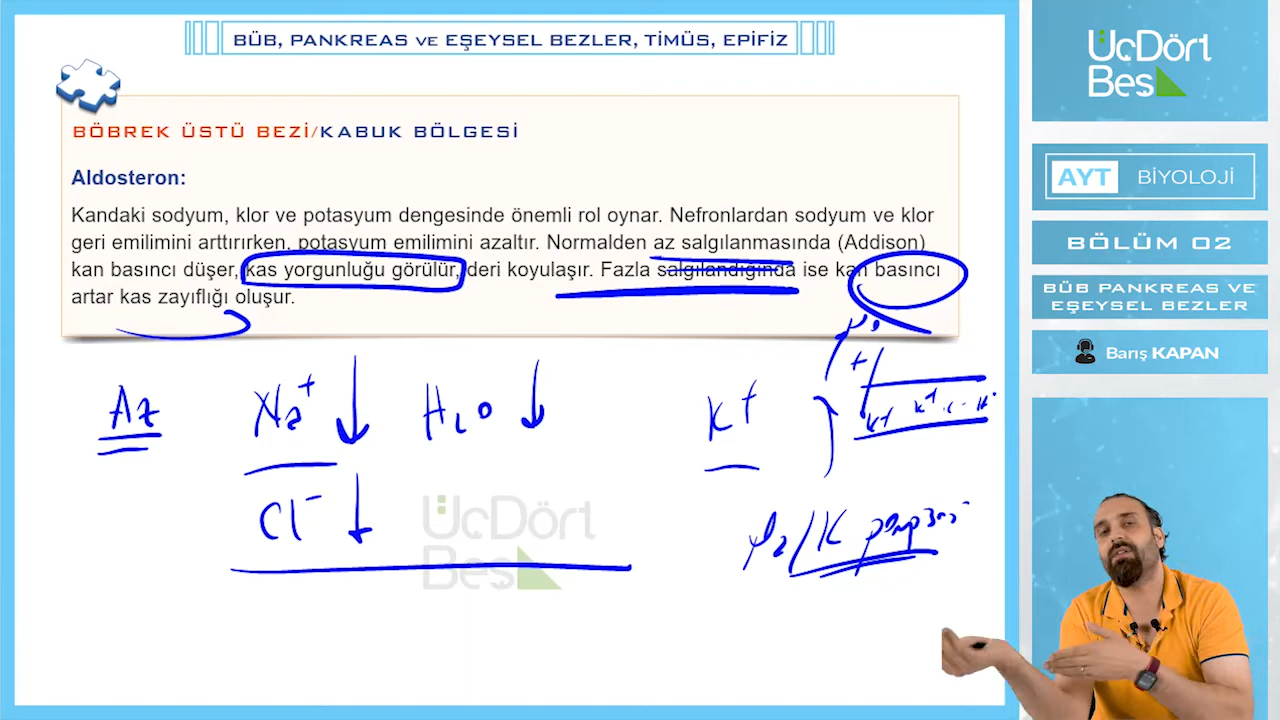 BÜB, PANKREAS VE EŞEYSEL BEZLER, TİMÜS, EPİFİZ
BÖBREK ÜSTÜ BEZİ/KABUK BÖLGESİ
Aldosteron:
Kandaki sodyum, klor ve potasyum dengesinde önemli rol oynar. Nefronlardan sodyum ve klor
geri emilimini arttırırken, potasyum emilimini azaltır. Normalden az salgılanmasında (Addison)
kan basıncı düşer, kas yorgunluğu görülür, deri koyulaşır. Fazla salgılandığında ise kan basıncı
artar kas zayıflığı oluşur.
Az Na+ ↓ H2O ↓ K+
Cl- ↓
K+ K+
/K
ÜçDört
Beş
ÜçDört
Beş
AYT BİYOLOJİ
BÖLÜM 02
BÜB PANKREAS VE
EŞEYSEL BEZLER
Barış KAPAN